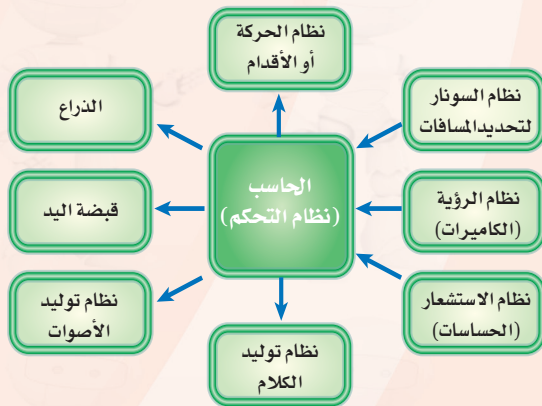 نظام الحركة
أو الأقدام
نظام السونار
لتحديد المسافات
الذراع
الحاسب
(نظام التحكم)
نظام الرؤية
(الكاميرات)
قبضة اليد
نظام الاستشعار
(الحساسات)
نظام توليد
الأصوات
نظام توليد
الكلام